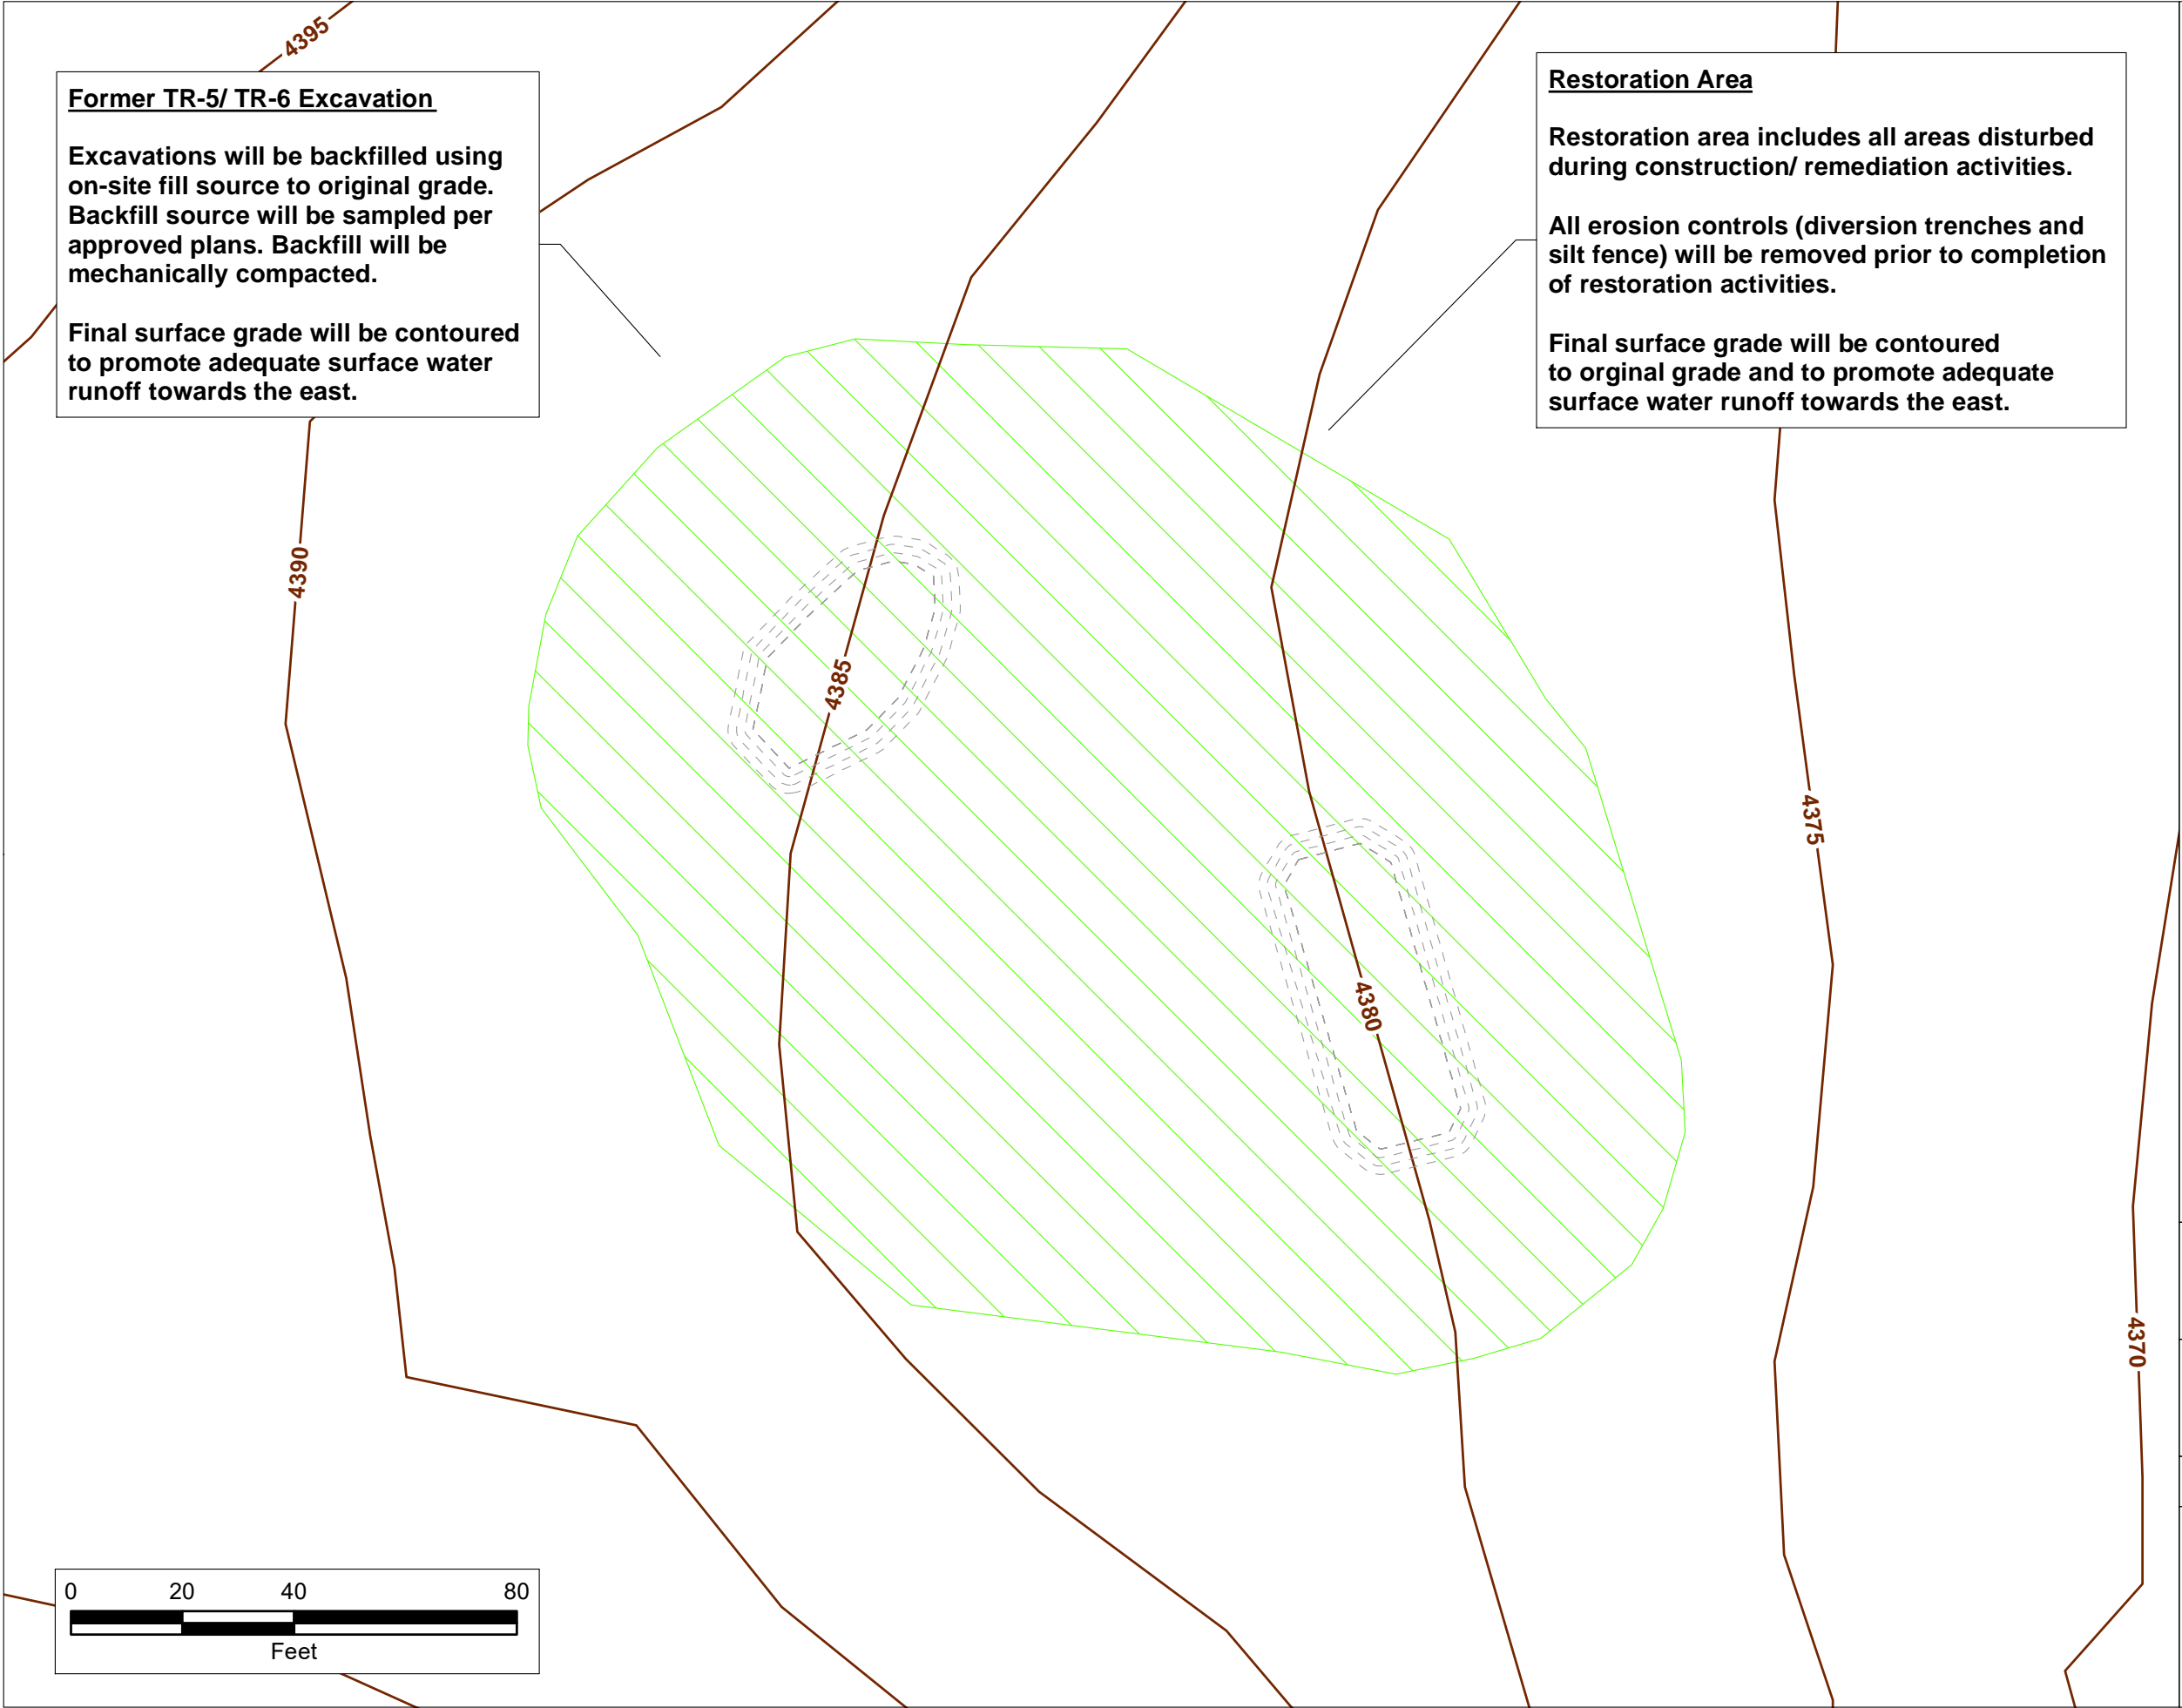 4395
Former TR-5/ TR-6 Excavation
Excavations will be backfilled using
on-site fill source to original grade.
Backfill source will be sampled per
approved plans. Backfill will be
mechanically compacted.
Final surface grade will be contoured
to promote adequate surface water
runoff towards the east.
Restoration Area
Restoration area includes all areas disturbed
during construction/ remediation activities.
All erosion controls (diversion trenches and
silt fence) will be removed prior to completion
of restoration activities.
Final surface grade will be contoured
to orginal grade and to promote adequate
surface water runoff towards the east.
4390
4385
4375
4380
4370
0 20 40 80
Feet